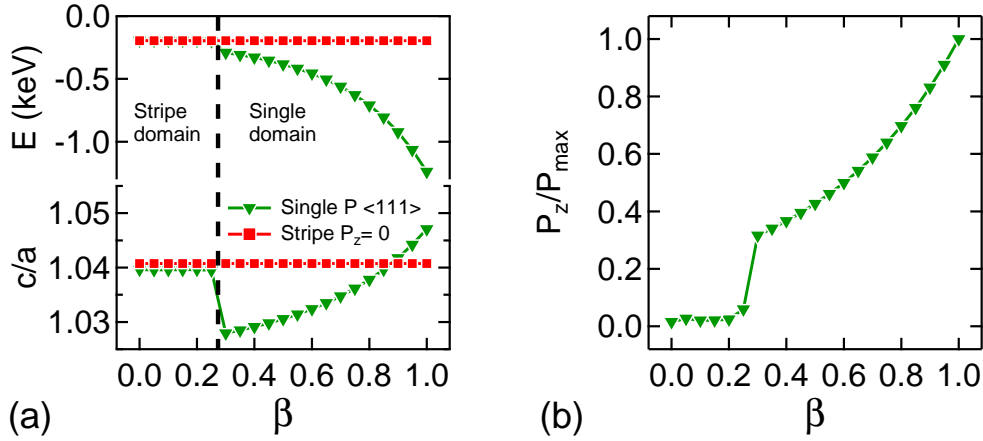 0.0
-0.5
-1.0
E (keV)
Stripe
domain
Single
domain
1.05
1.04
1.03
c/a
Single P <111>
Stripe P_z = 0
0.0 0.2 0.4 0.6 0.8 1.0
β
(a)
1.0
0.8
0.6
0.4
0.2
0.0
P_z/P_max
0.0 0.2 0.4 0.6 0.8 1.0
β
(b)